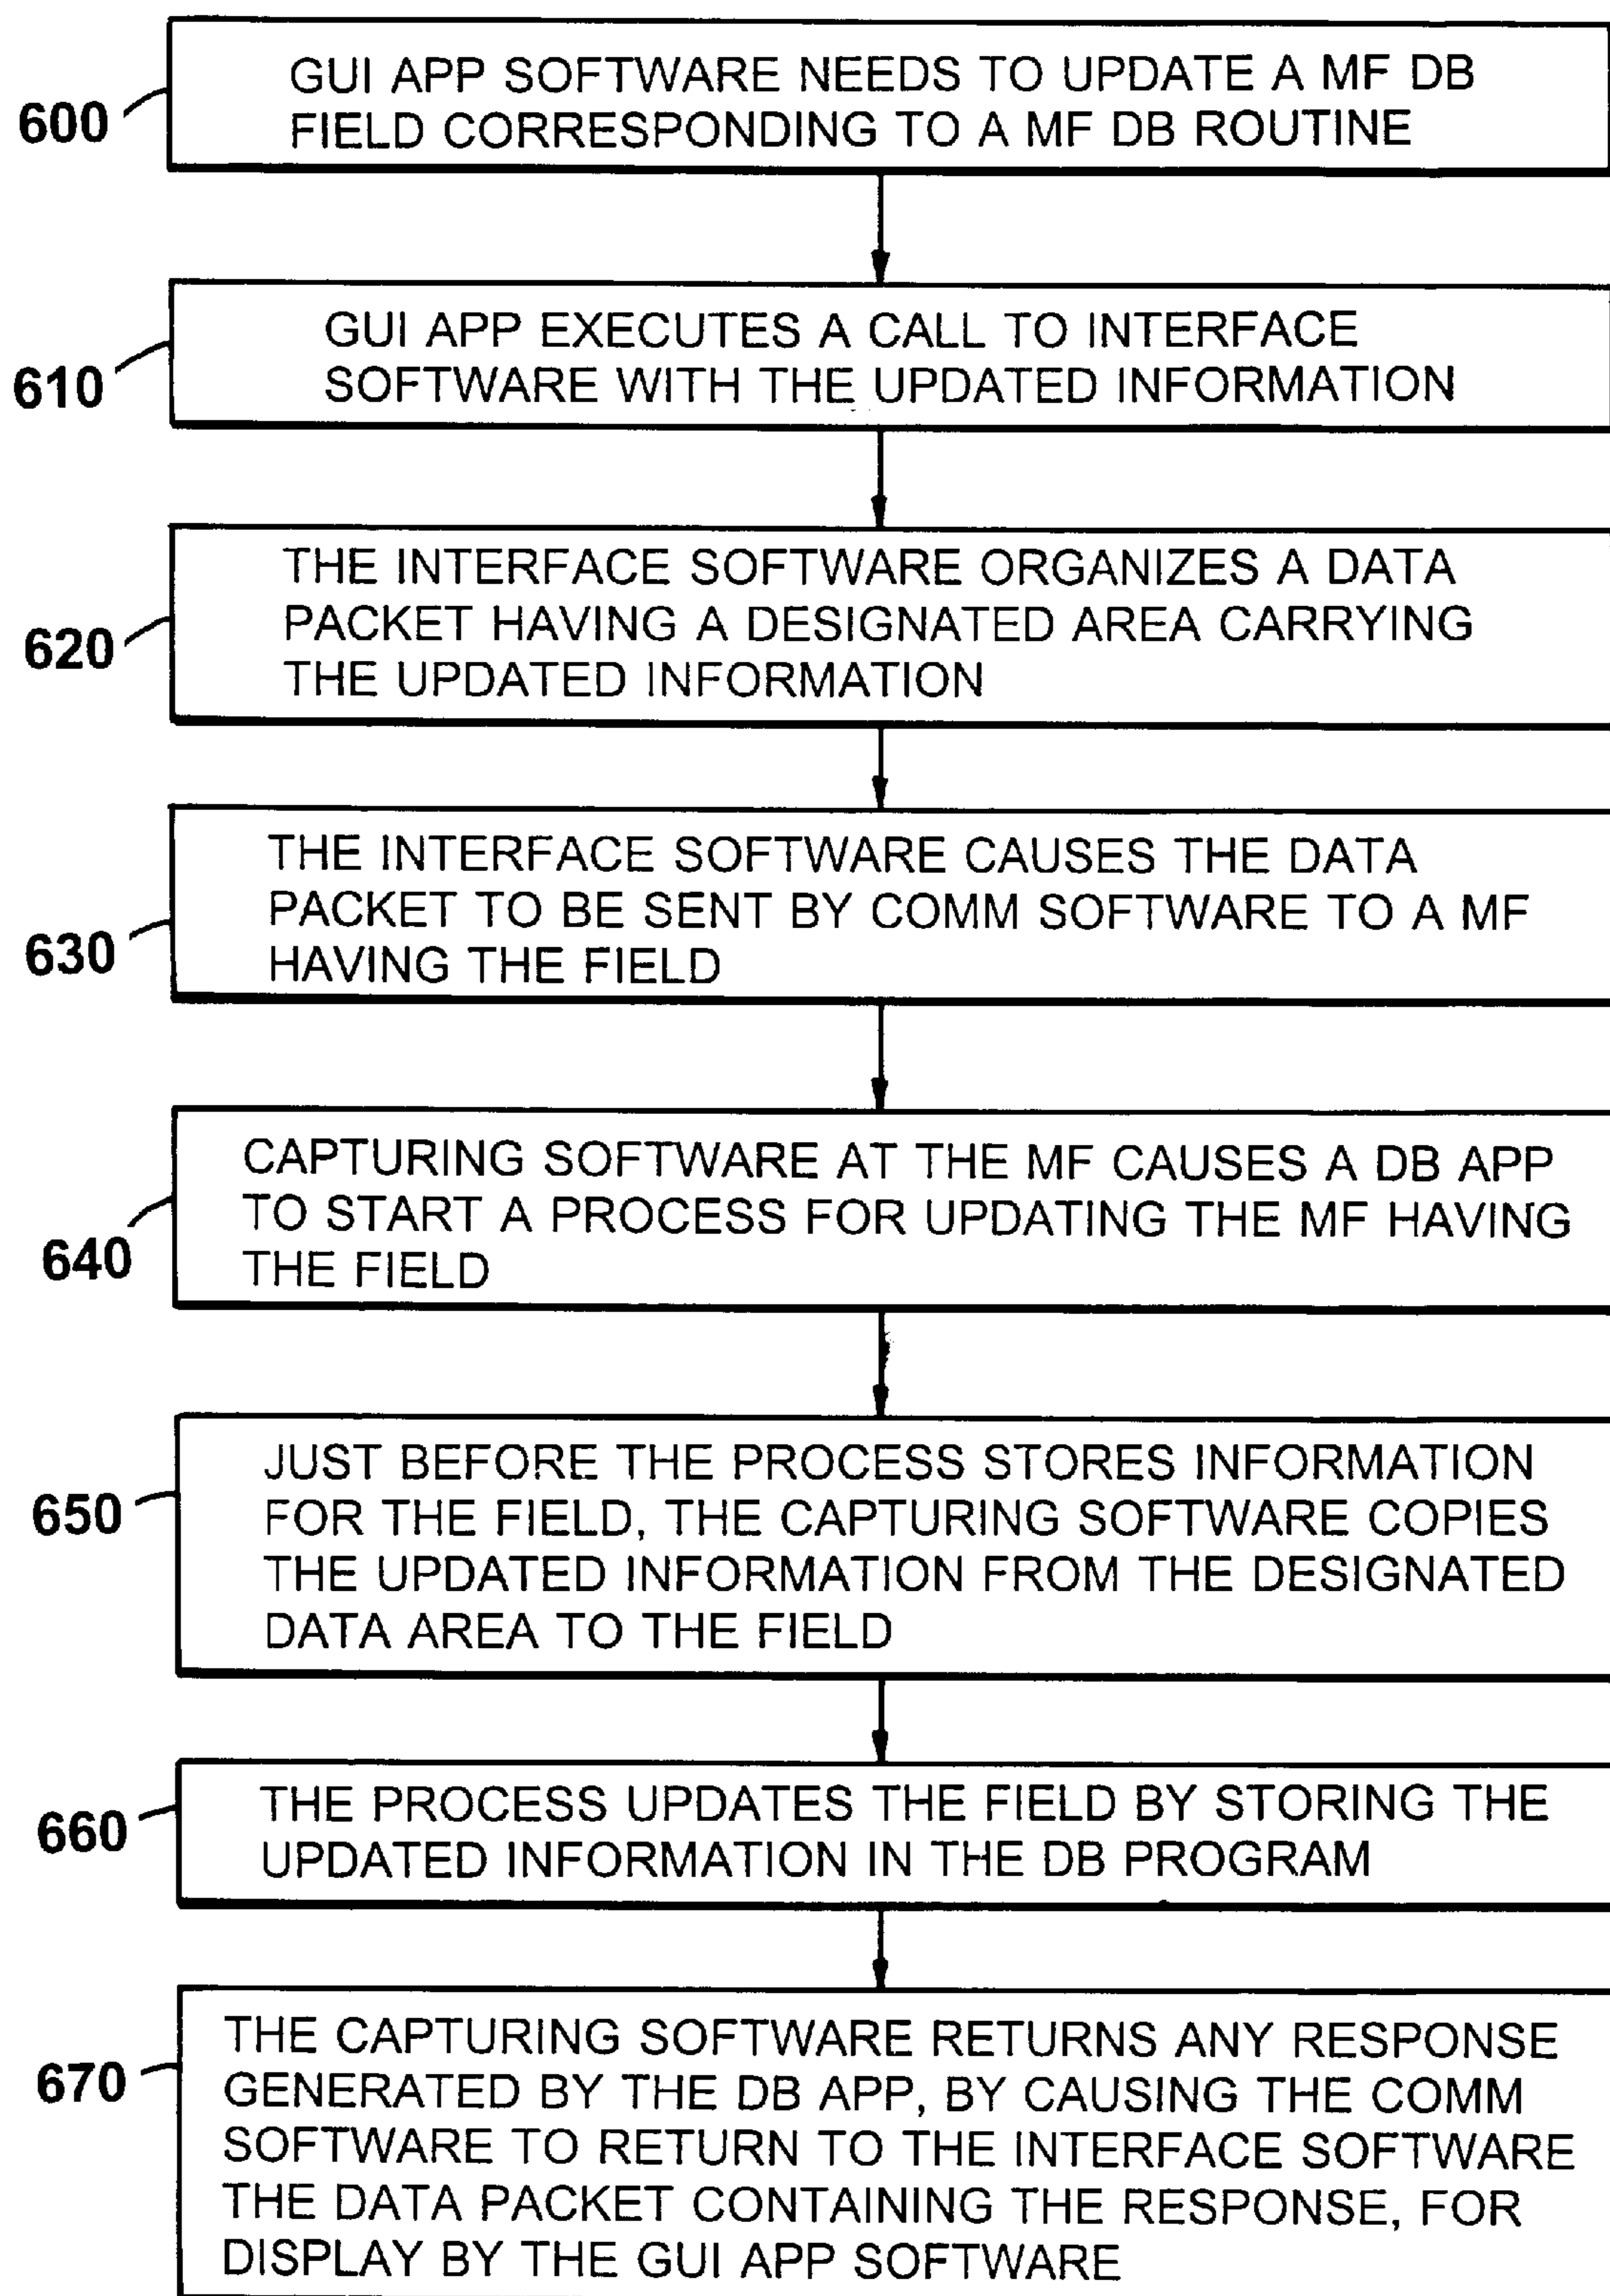 GUI APP SOFTWARE NEEDS TO UPDATE A MF DB
FIELD CORRESPONDING TO A MF DB ROUTINE
600
GUI APP EXECUTES A CALL TO INTERFACE
SOFTWARE WITH THE UPDATED INFORMATION
610
THE INTERFACE SOFTWARE ORGANIZES A DATA
PACKET HAVING A DESIGNATED AREA CARRYING
THE UPDATED INFORMATION
620
THE INTERFACE SOFTWARE CAUSES THE DATA
PACKET TO BE SENT BY COMM SOFTWARE TO A MF
HAVING THE FIELD
630
CAPTURING SOFTWARE AT THE MF CAUSES A DB APP
TO START A PROCESS FOR UPDATING THE MF HAVING
THE FIELD
640
JUST BEFORE THE PROCESS STORES INFORMATION
FOR THE FIELD, THE CAPTURING SOFTWARE COPIES
THE UPDATED INFORMATION FROM THE DESIGNATED
DATA AREA TO THE FIELD
650
THE PROCESS UPDATES THE FIELD BY STORING THE
UPDATED INFORMATION IN THE DB PROGRAM
660
THE CAPTURING SOFTWARE RETURNS ANY RESPONSE
GENERATED BY THE DB APP, BY CAUSING THE COMM
SOFTWARE TO RETURN TO THE INTERFACE SOFTWARE
THE DATA PACKET CONTAINING THE RESPONSE, FOR
DISPLAY BY THE GUI APP SOFTWARE
670